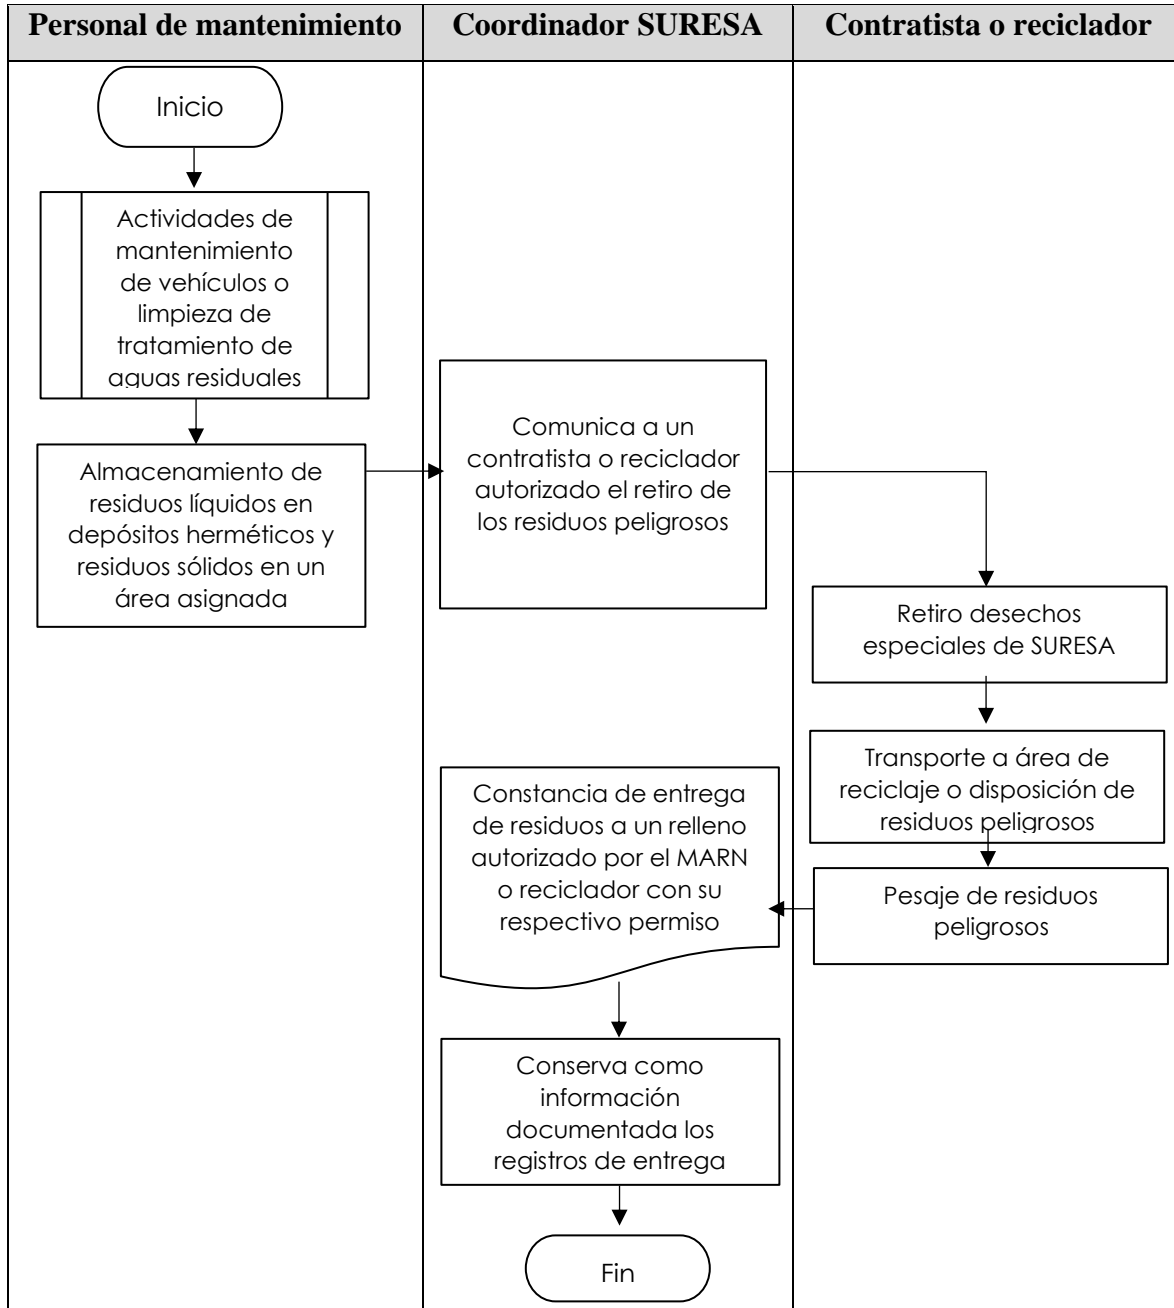 Personal de mantenimiento
Coordinador SURESA
Contratista o reciclador
Inicio
Actividades de
mantenimiento
de vehículos o
limpieza de
tratamiento de
aguas residuales
Almacenamiento de
residuos líquidos en
depósitos herméticos y
residuos sólidos en un
área asignada
Comunica a un
contratista o reciclador
autorizado el retiro de
los residuos peligrosos
Retiro desechos
especiales de SURESA
Transporte a área de
reciclaje o disposición de
residuos peligrosos
Pesaje de residuos
peligrosos
Constancia de entrega
de residuos a un relleno
autorizado por el MARN
o reciclador con su
respectivo permiso
Conserva como
información
documentada los
registros de entrega
Fin